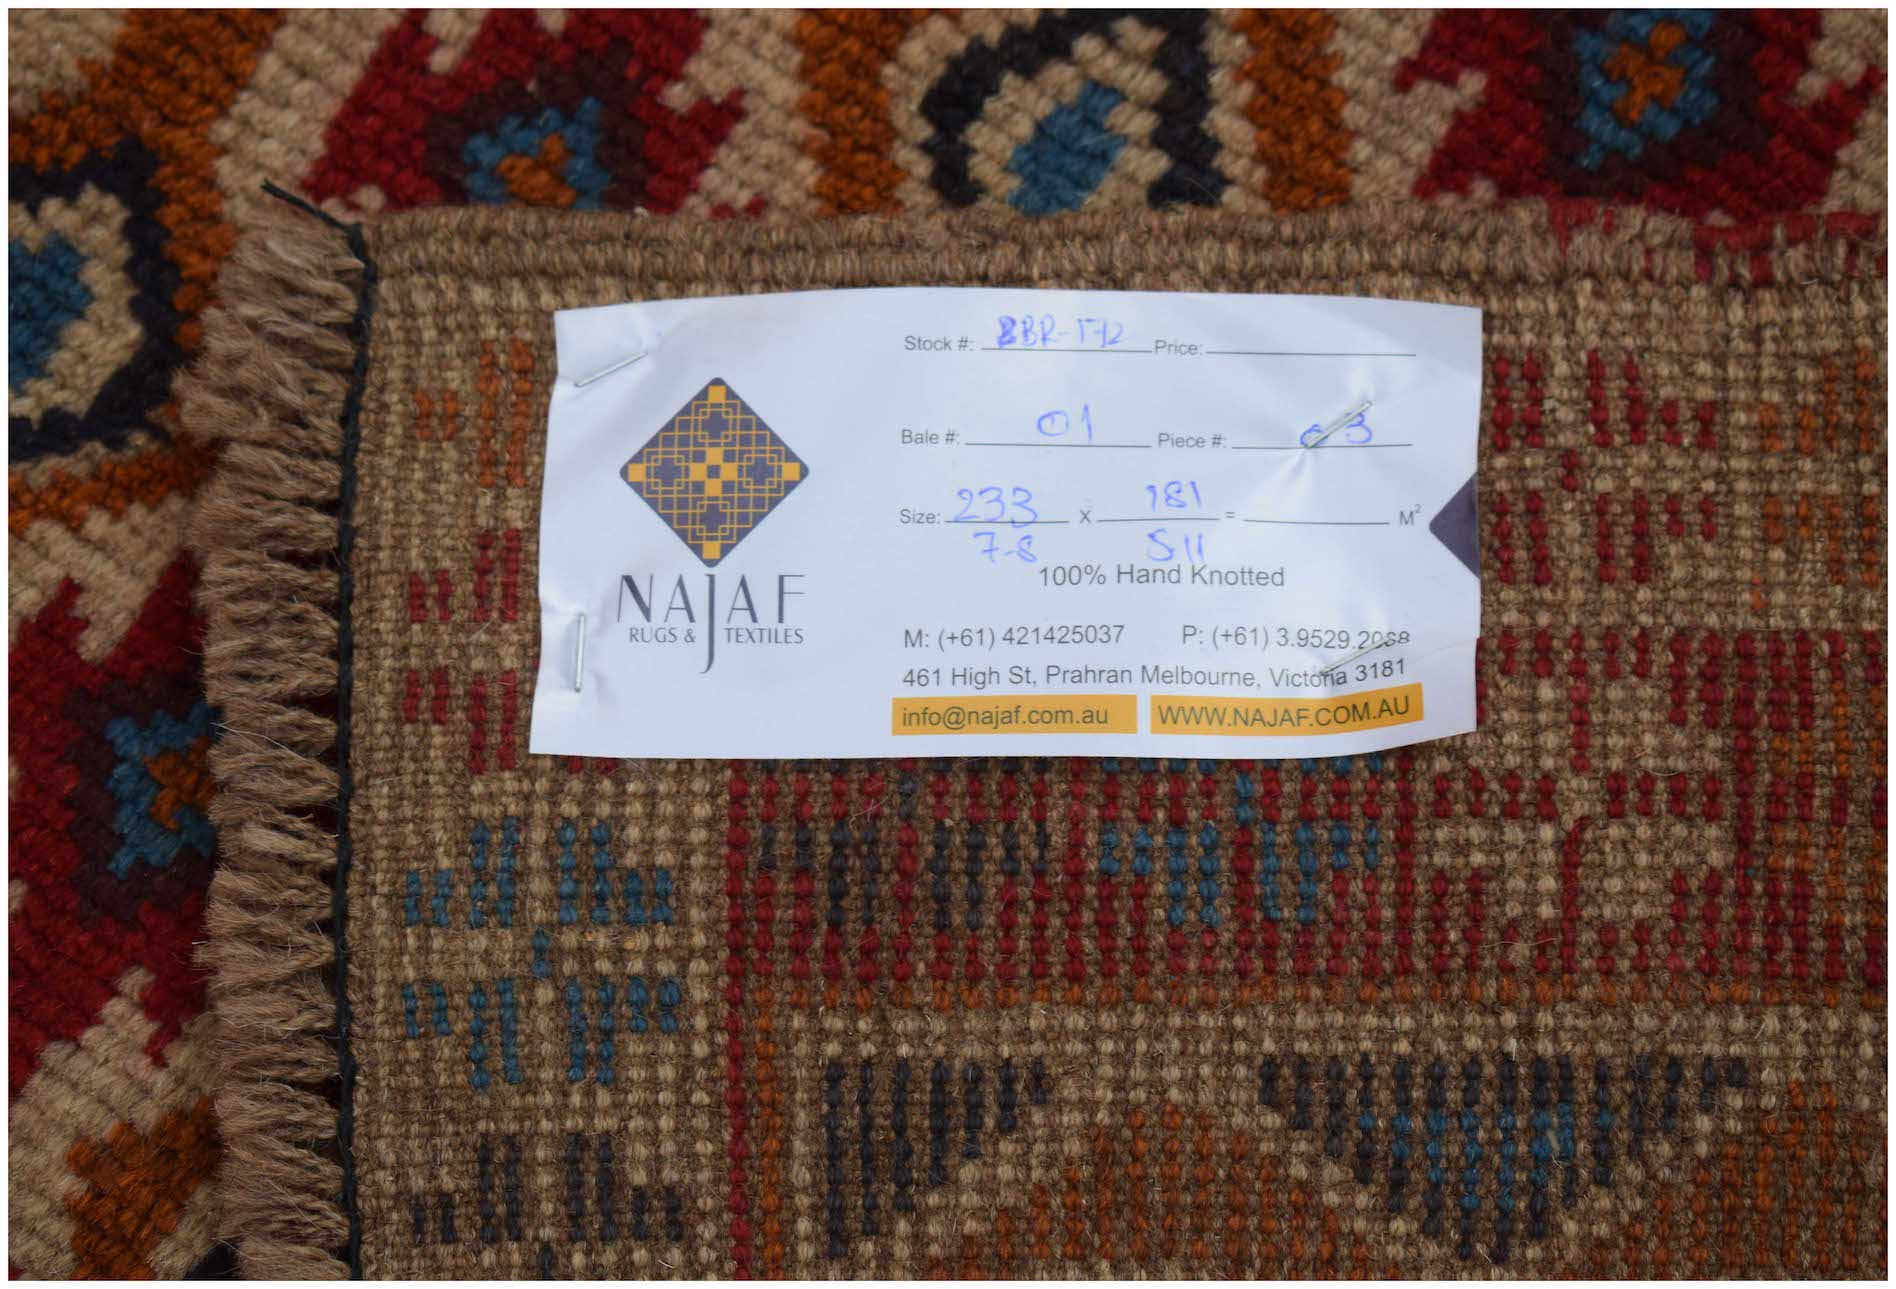 Stock #: BBR-172 Price:
Bale #: 01 Piece #: 03
Size: 233 x 181 = M²
7-8 5 11
100% Hand Knotted
NAJAF
RUGS & TEXTILES
M: (+61) 421425037 P: (+61) 3.9529.2088
461 High St, Prahran Melbourne, Victoria 3181
info@najaf.com.au WWW.NAJAF.COM.AU